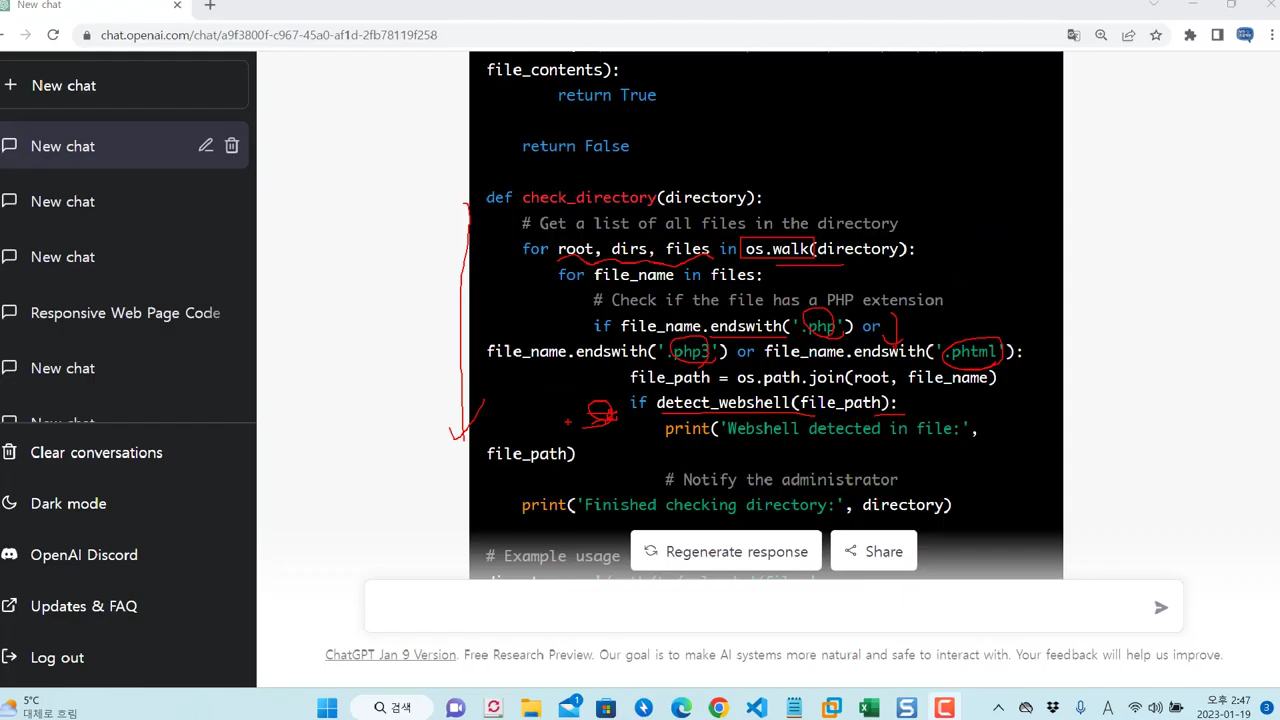 New chat
chat.openai.com/chat/a9f3800f-c967-45a0-af1d-2fb78119f258
New chat
New chat
New chat
New chat
Responsive Web Page Code
New chat
Clear conversations
Dark mode
OpenAI Discord
Updates & FAQ
Log out
file_contents):
return True
return False
def check_directory(directory):
# Get a list of all files in the directory
for root, dirs, files in os.walk(directory):
for file_name in files:
# Check if the file has a PHP extension
if file_name.endswith('.php') or
file_name.endswith('.php3') or file_name.endswith('.phtml'):
file_path = os.path.join(root, file_name)
if detect_webshell(file_path):
print('Webshell detected in file:',
file_path)
# Notify the administrator
print('Finished checking directory:', directory)
# Example usage
Regenerate response
Share
ChatGPT Jan 9 Version. Free Research Preview. Our goal is to make AI systems more natural and safe to interact with. Your feedback will help us improve.
5°C
대체로 흐림
검색
1
A
오후 2:47
2023-01-19
3